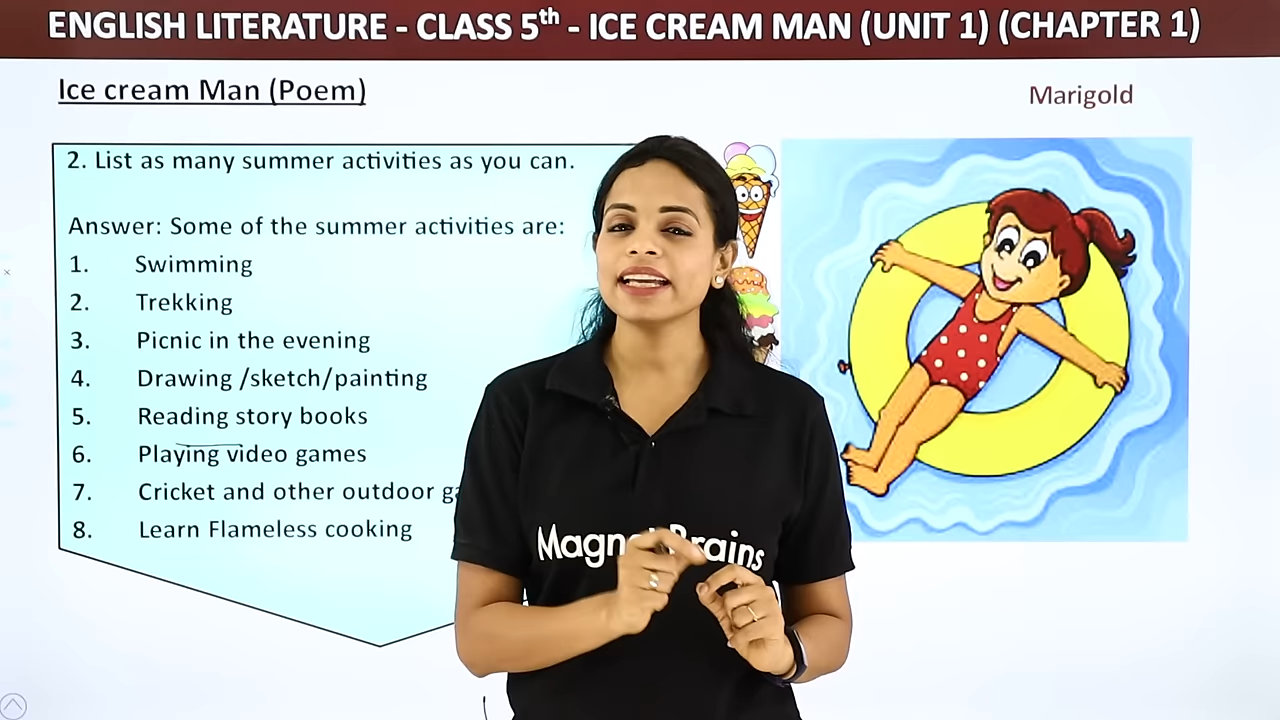 ENGLISH LITERATURE - CLASS 5th - ICE CREAM MAN (UNIT 1) (CHAPTER 1)
Ice cream Man (Poem)
Marigold
2. List as many summer activities as you can.
Answer: Some of the summer activities are:
1. Swimming
2. Trekking
3. Picnic in the evening
4. Drawing /sketch/painting
5. Reading story books
6. Playing video games
7. Cricket and other outdoor
8. Learn Flameless cooking